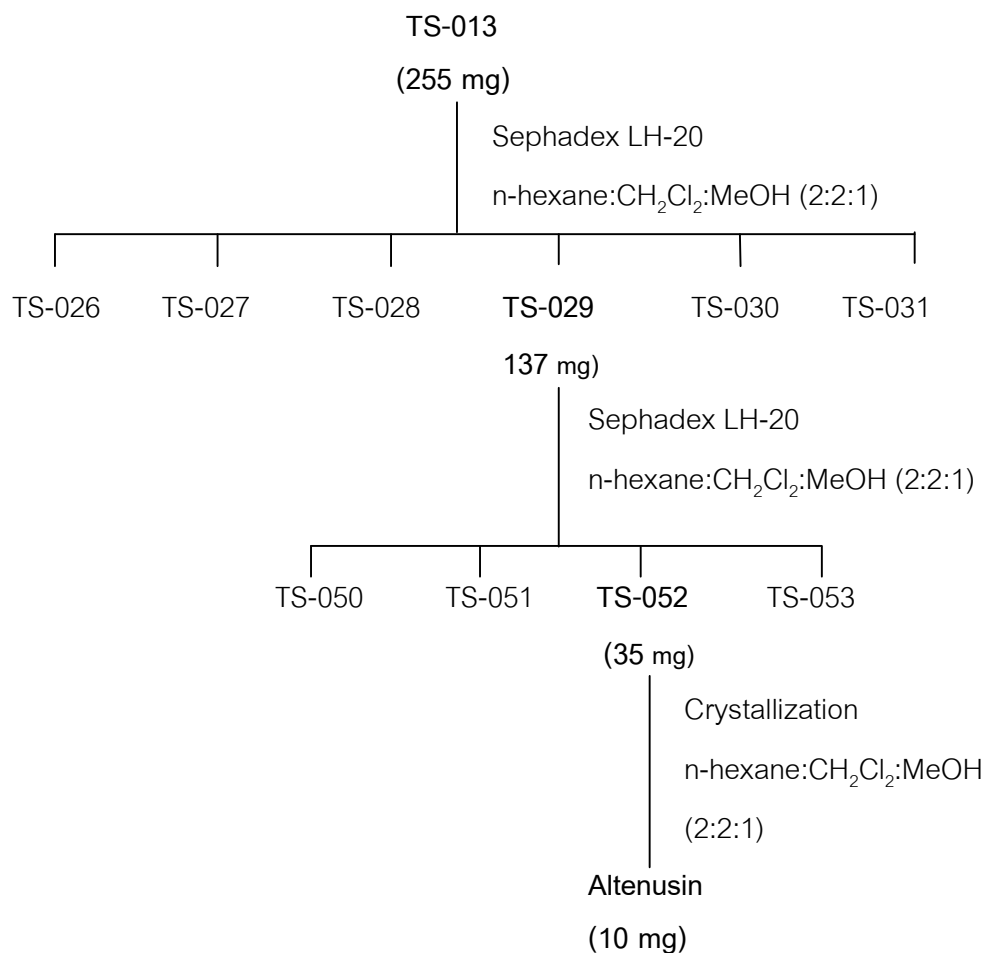 TS-013
(255 mg)
Sephadex LH-20
n-hexane:CH₂Cl₂:MeOH (2:2:1)
TS-026 TS-027 TS-028 TS-029 TS-030 TS-031
137 mg)
Sephadex LH-20
n-hexane:CH₂Cl₂:MeOH (2:2:1)
TS-050 TS-051 TS-052 TS-053
(35 mg)
Crystallization
n-hexane:CH₂Cl₂:MeOH
(2:2:1)
Altenusin
(10 mg)